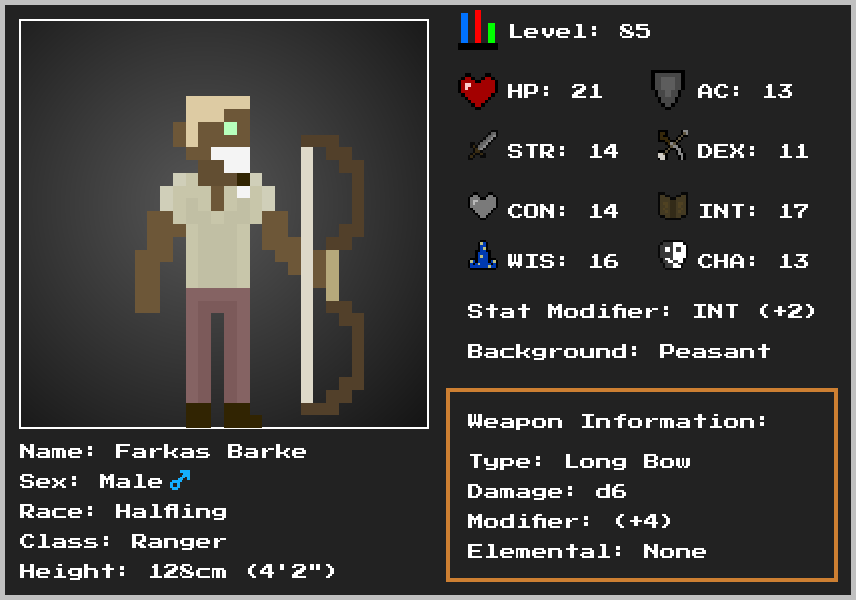 Level: 85
HP: 21 AC: 13
STR: 14 DEX: 11
CON: 14 INT: 17
WIS: 16 CHA: 13
Stat Modifier: INT (+2)
Background: Peasant
Weapon Information:
Type: Long Bow
Damage: d6
Modifier: (+4)
Elemental: None
Name: Farkas Barke
Sex: Male ♂
Race: Halfling
Class: Ranger
Height: 128cm (4'2")